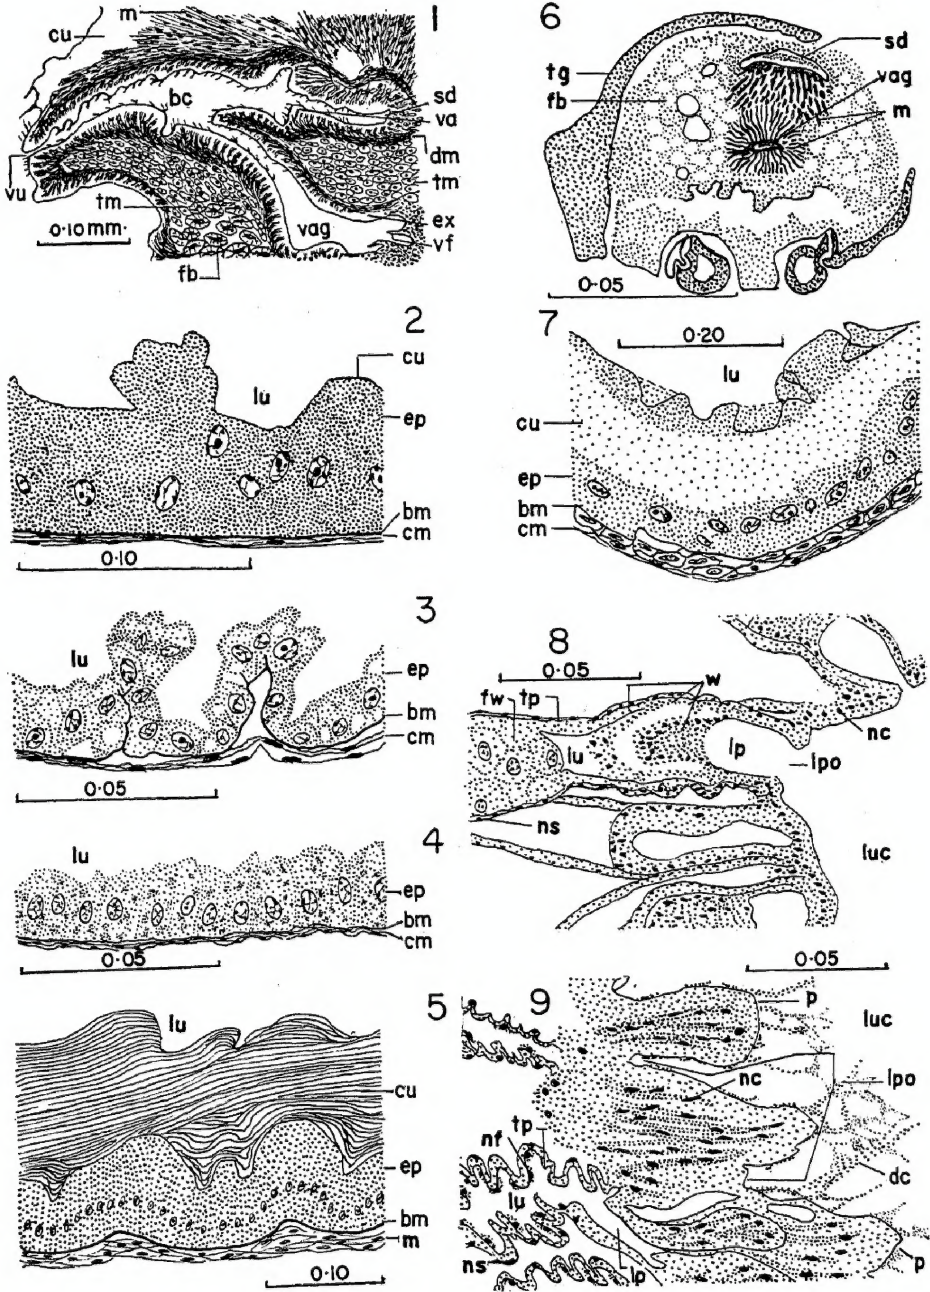 m
cu
1
bc
sd
va
dm
tm
vu
tm
ex
vag
vf
0·10 mm.
fb
2
cu
lu
ep
bm
cm
0·10
3
lu
ep
bm
cm
0·05
4
lu
ep
bm
cm
0·05
5
lu
cu
ep
bm
m
0·10
6
sd
tg
vag
fb
m
0·05
7
0·20
lu
cu
ep
bm
cm
8
0·05
w
fw tp
nc
lu
lp
lpo
ns
luc
0·05
9
p
luc
nc
lpo
tp
nf
dc
lu
ns
lp
p